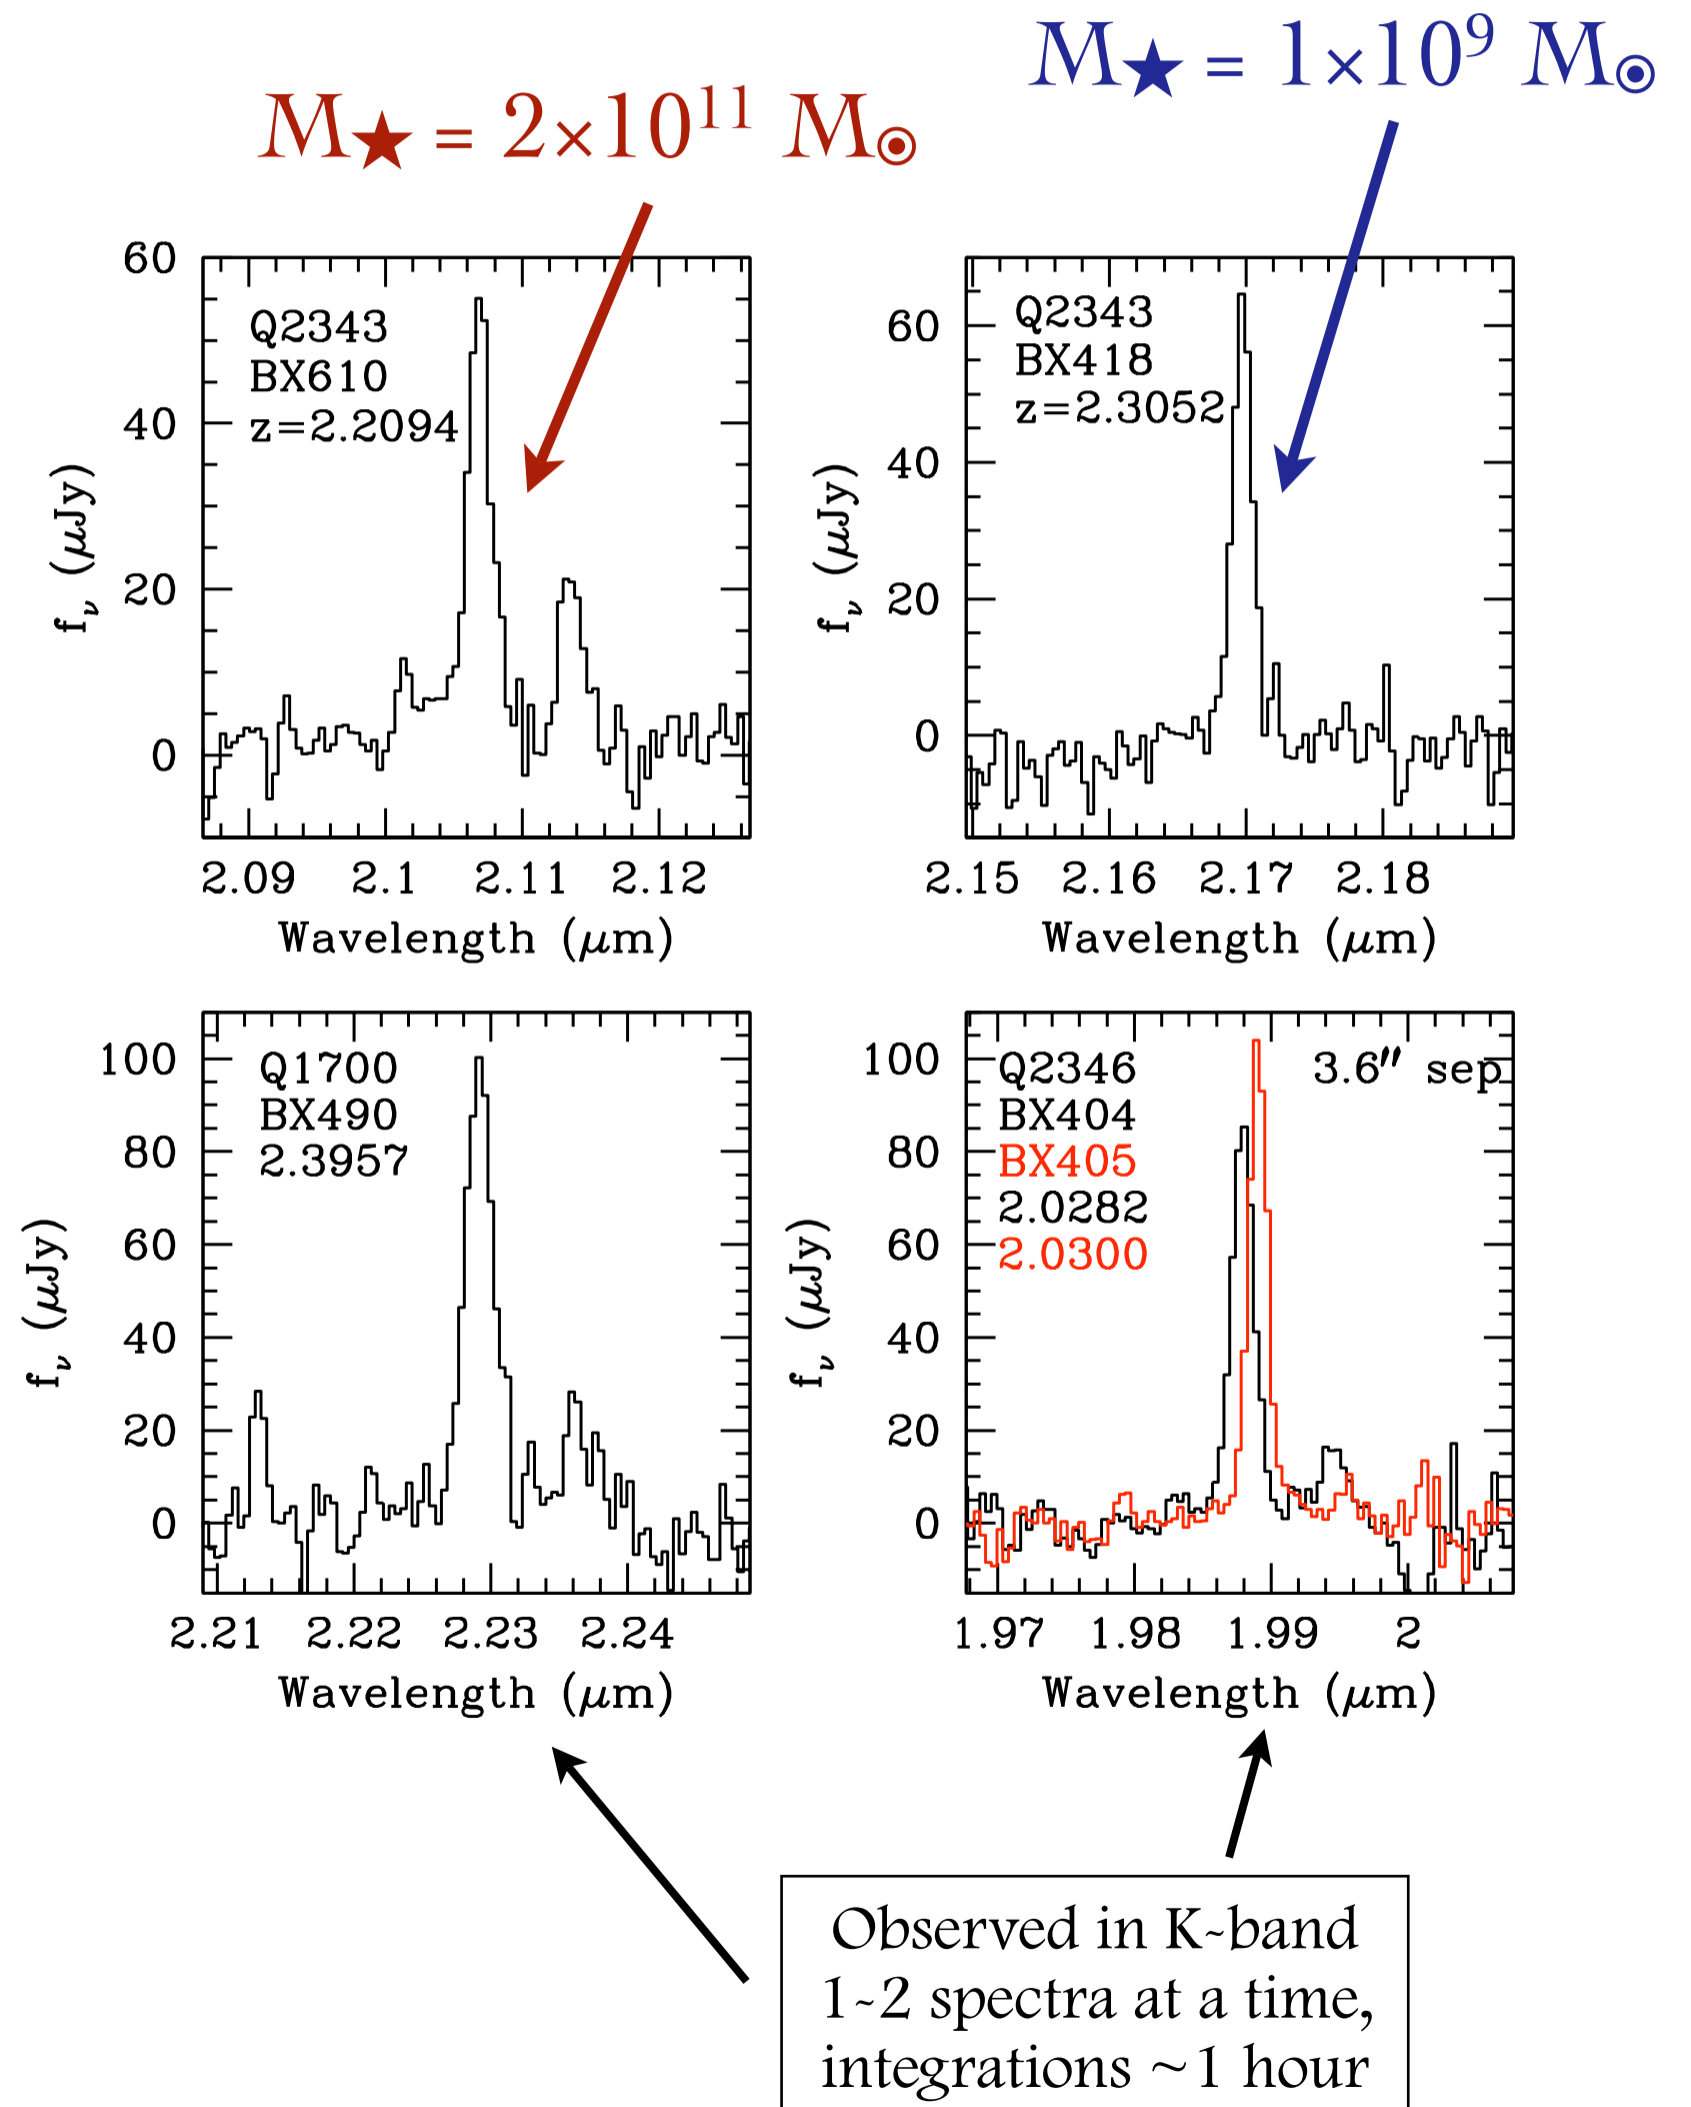 M★ = 1×10⁹ M⊙
M★ = 2×10¹¹ M⊙
60
40
20
0
fν (μJy)
Q2343
BX610
z=2.2094
2.09 2.1 2.11 2.12
Wavelength (μm)
60
40
20
0
fν (μJy)
Q2343
BX418
z=2.3052
2.15 2.16 2.17 2.18
Wavelength (μm)
100
80
60
40
20
0
fν (μJy)
Q1700
BX490
2.3957
2.21 2.22 2.23 2.24
Wavelength (μm)
100
80
60
40
20
0
fν (μJy)
Q2346
BX404
BX405
2.0282
2.0300
3.6″ sep
1.97 1.98 1.99 2
Wavelength (μm)
Observed in K-band
1-2 spectra at a time,
integrations ~1 hour